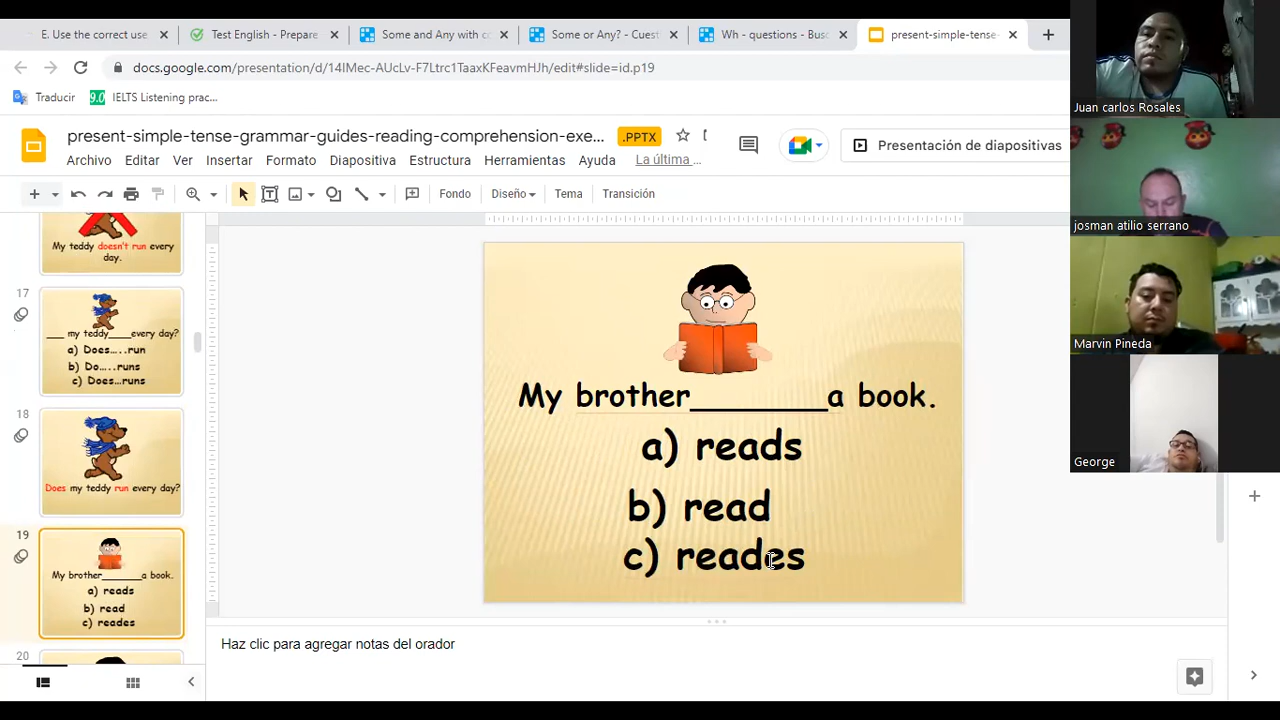 E. Use the correct use
Test English - Prepare
Some and Any with co
Some or Any? - Cuest
Wh - questions - Busc
present-simple-tense-
docs.google.com/presentation/d/14IMec-AUcLv-F7Ltrc1TaaxKFeavmHJh/edit#slide=id.p19
Traducir
9.0 IELTS Listening prac...
present-simple-tense-grammar-guides-reading-comprehension-exe... .PPTX
Archivo Editar Ver Insertar Formato Diapositiva Estructura Herramientas Ayuda La última ...
Presentación de diapositivas
Fondo Diseño Tema Transición
My teddy doesn't run every
day.
17
___ my teddy____every day?
a) Does.....run
b) Do.....runs
c) Does...runs
18
Does my teddy run every day?
19
My brother_______a book.
a) reads
b) read
c) reades
20
My brother_______a book.
a) reads
b) read
c) reades
Haz clic para agregar notas del orador
Juan carlos Rosales
josman atilio serrano
Marvin Pineda
George